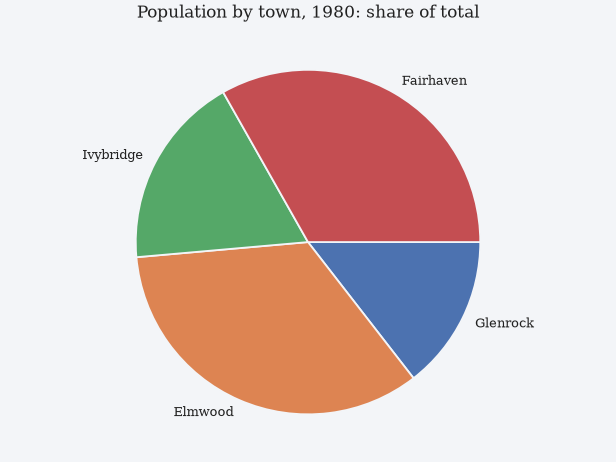 Population by town, 1980: share of total
Fairhaven
Ivybridge
Glenrock
Elmwood